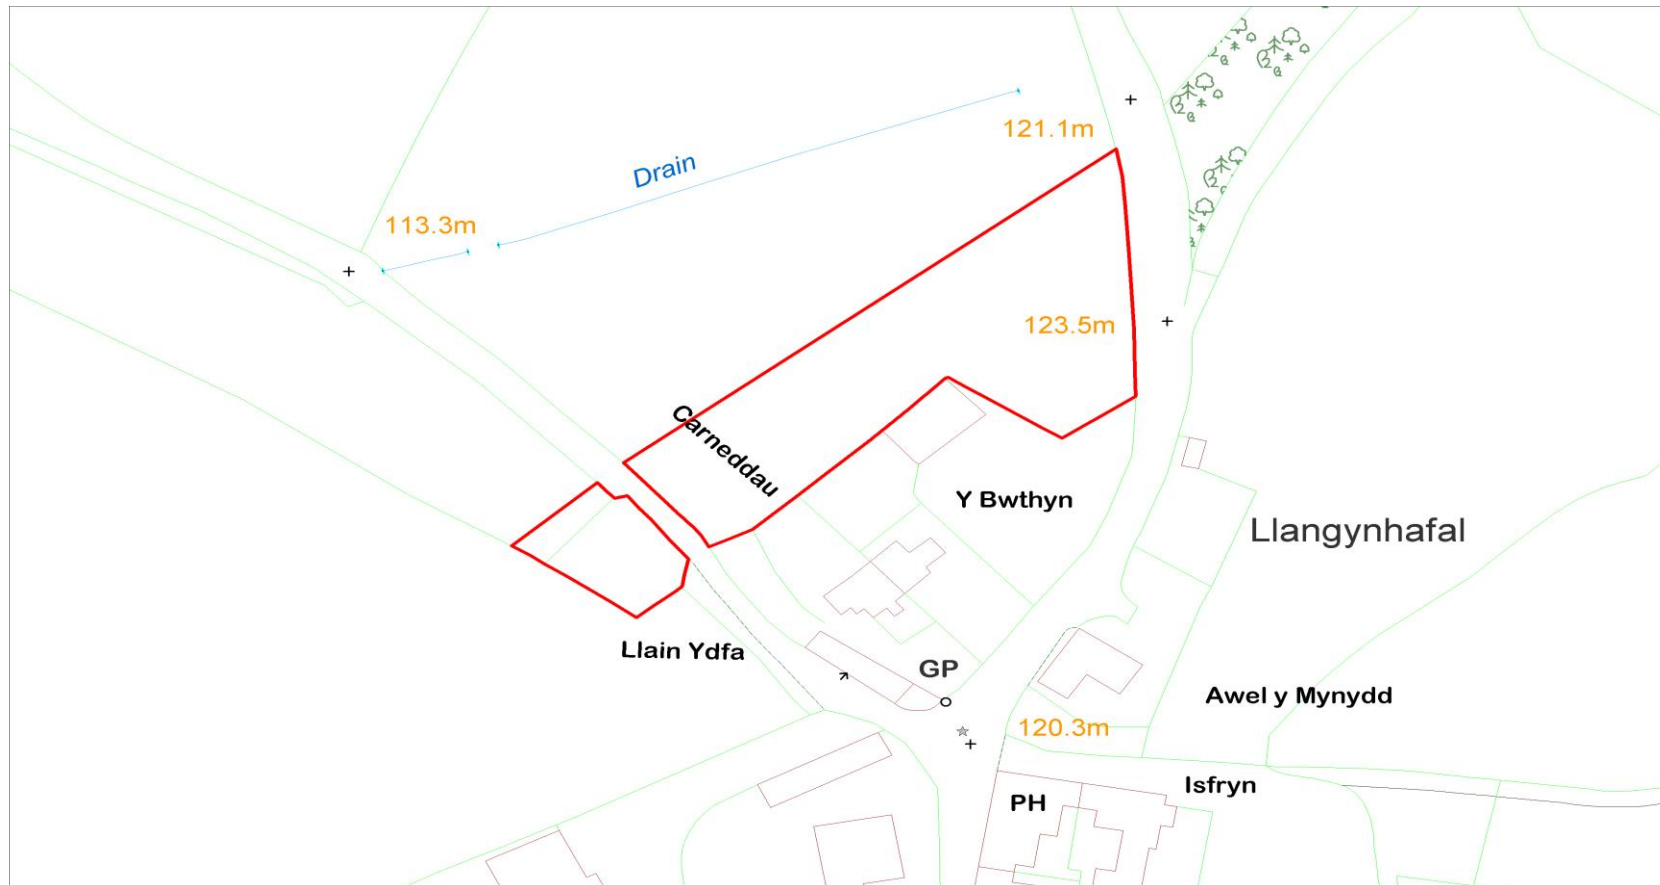 121.1m
Drain
113.3m
123.5m
Carneddau
Y Bwthyn
Llangynhafal
Llain Ydfa
GP
Awel y Mynydd
120.3m
Isfryn
PH